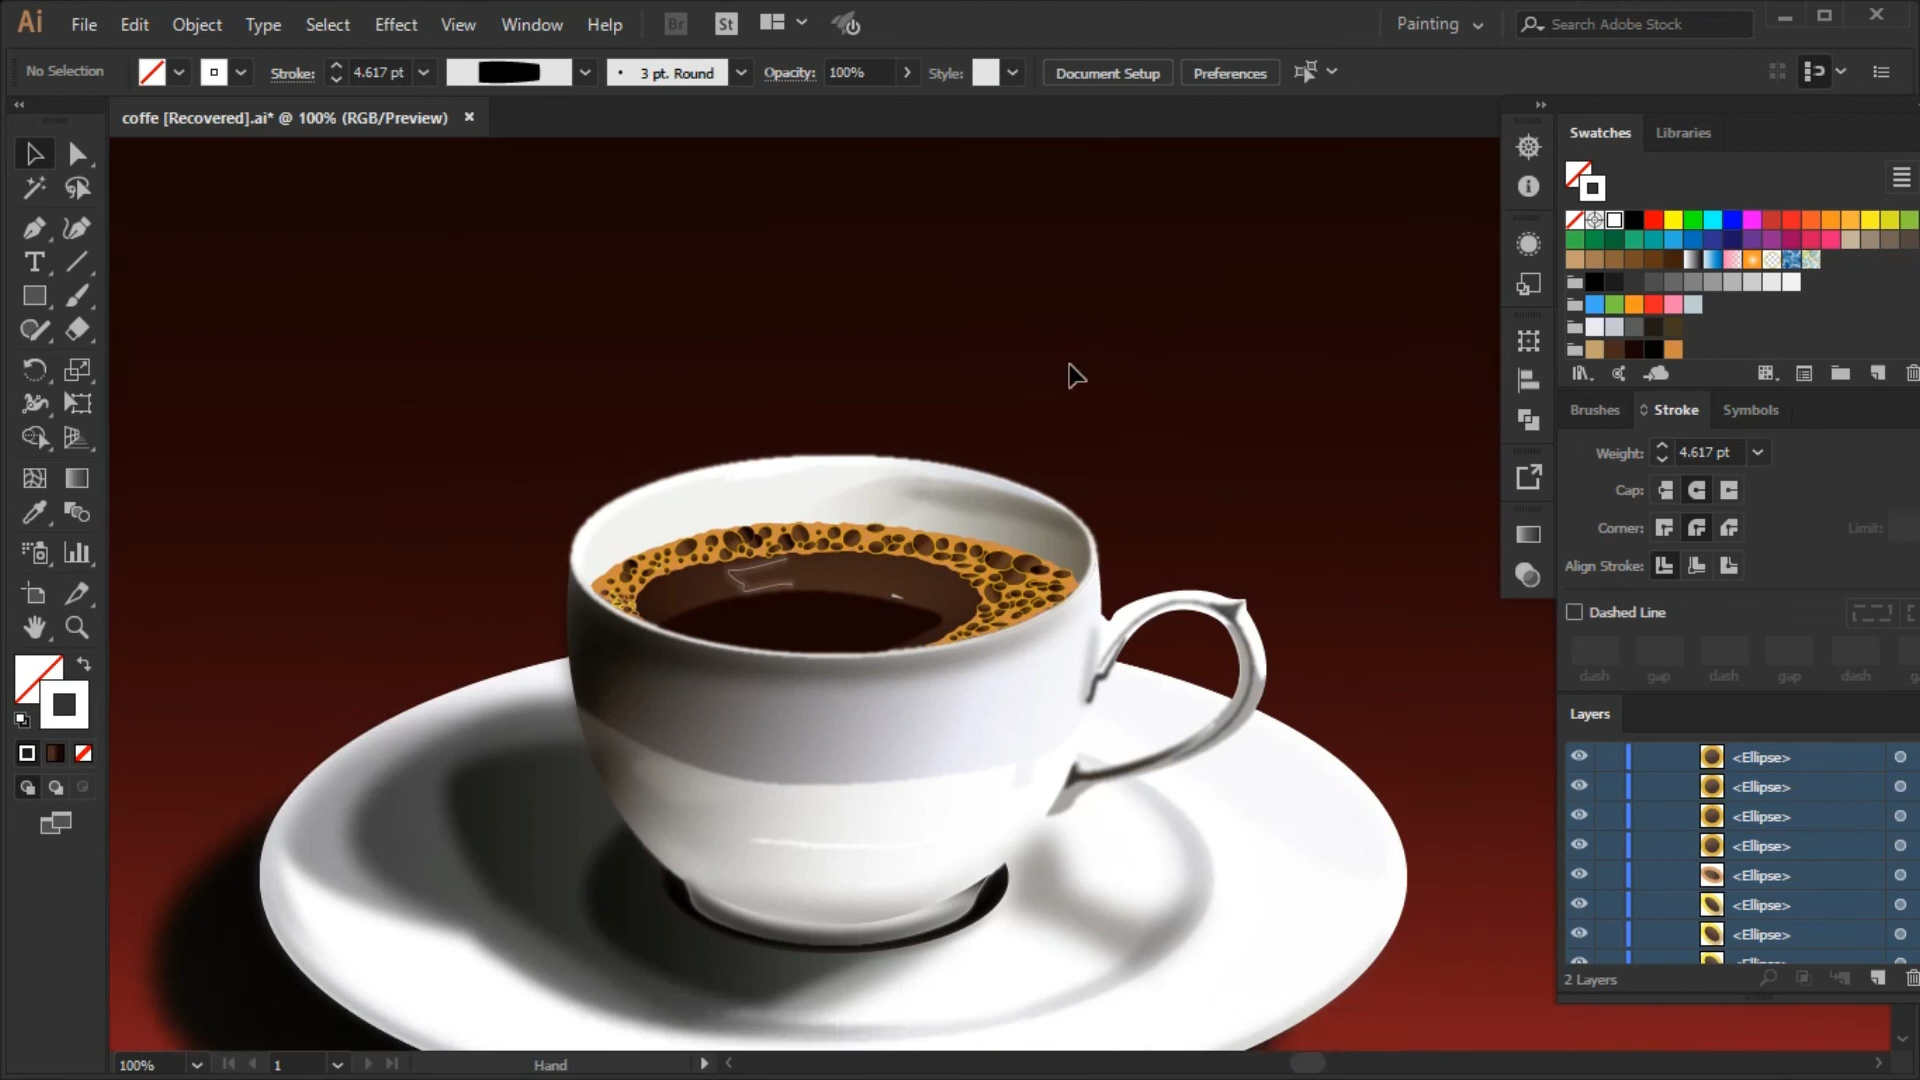 Ai File Edit Object Type Select Effect View Window Help Br St Painting Search Adobe Stock
No Selection Stroke: 4.617 pt 3 pt. Round Opacity: 100% Style: Document Setup Preferences
coffe [Recovered].ai* @ 100% (RGB/Preview)
Swatches Libraries
Brushes Stroke Symbols
Weight: 4.617 pt
Cap:
Corner: Limit:
Align Stroke:
Dashed Line
dash gap dash gap dash
Layers
<Ellipse>
<Ellipse>
<Ellipse>
<Ellipse>
<Ellipse>
<Ellipse>
<Ellipse>
2 Layers
100% 1 Hand